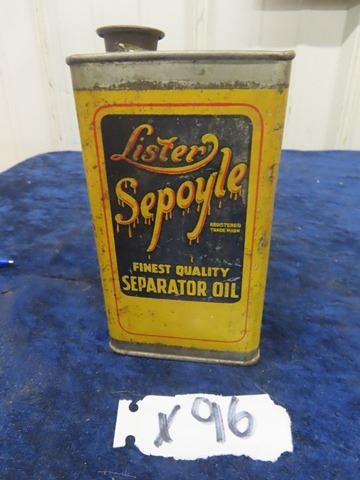 Lister
Sepoyle
REGISTERED
TRADE MARK
FINEST QUALITY
SEPARATOR OIL
X96